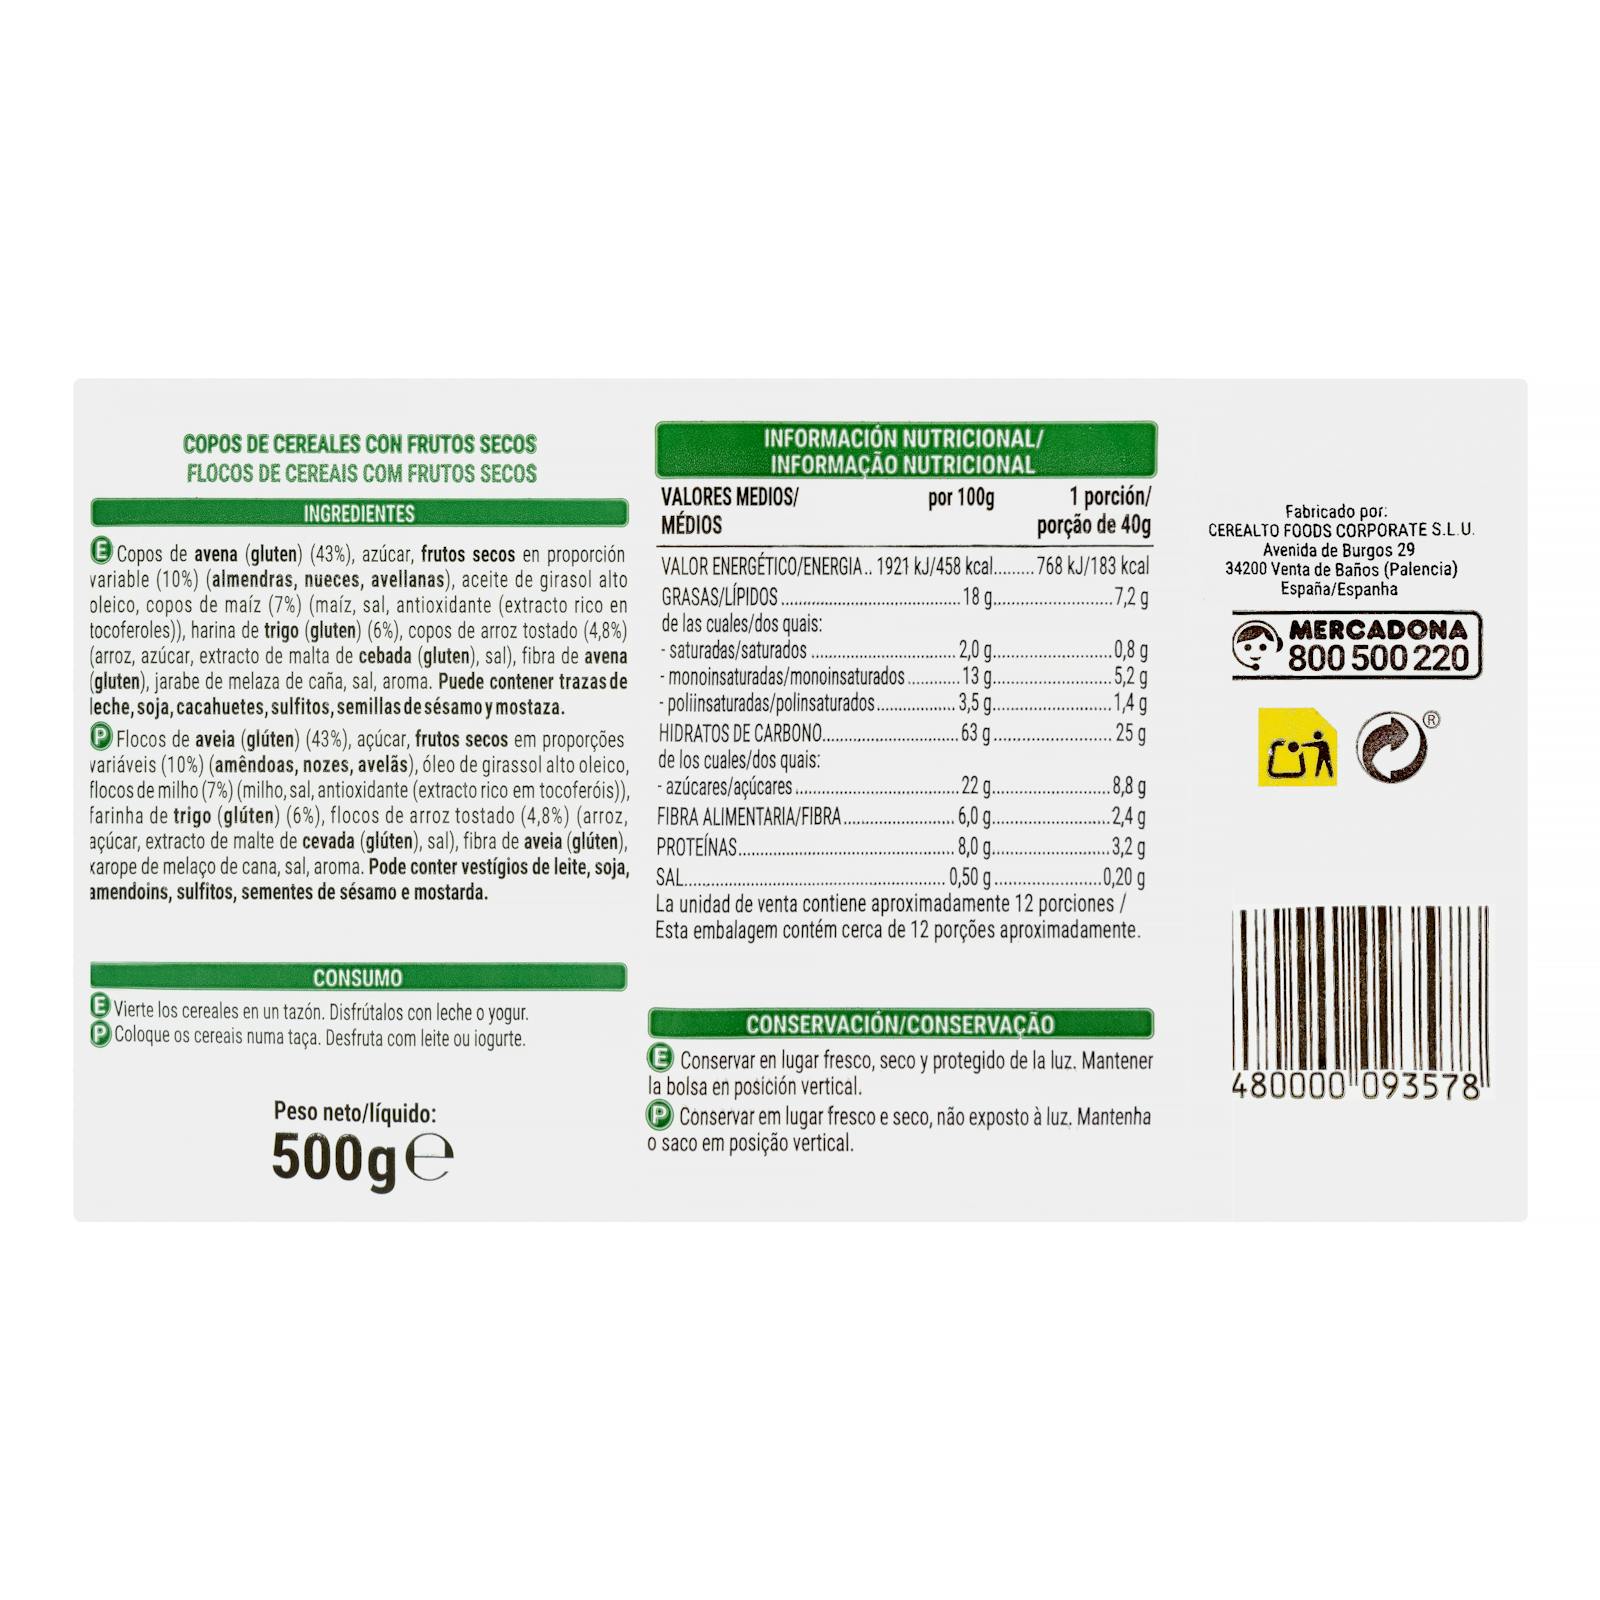 COPOS DE CEREALES CON FRUTOS SECOS
FLOCOS DE CEREAIS COM FRUTOS SECOS
INGREDIENTES
E Copos de avena (gluten) (43%), azúcar, frutos secos en proporción
variable (10%) (almendras, nueces, avellanas), aceite de girasol alto
oleico, copos de maíz (7%) (maíz, sal, antioxidante (extracto rico en
tocoferoles)), harina de trigo (gluten) (6%), copos de arroz tostado (4,8%)
(arroz, azúcar, extracto de malta de cebada (gluten), sal), fibra de avena
(gluten), jarabe de melaza de caña, sal, aroma. Puede contener trazas de
leche, soja, cacahuetes, sulfitos, semillas de sésamo y mostaza.
P Flocos de aveia (glúten) (43%), açúcar, frutos secos em proporções
variáveis (10%) (amêndoas, nozes, avelãs), óleo de girassol alto oleico,
flocos de milho (7%) (milho, sal, antioxidante (extracto rico em tocoferóis)),
farinha de trigo (glúten) (6%), flocos de arroz tostado (4,8%) (arroz,
açúcar, extracto de malte de cevada (glúten), sal), fibra de aveia (glúten),
xarope de melaço de cana, sal, aroma. Pode conter vestígios de leite, soja,
amendoins, sulfitos, sementes de sésamo e mostarda.
CONSUMO
E Vierte los cereales en un tazón. Disfrútalos con leche o yogur.
P Coloque os cereais numa taça. Desfruta com leite ou iogurte.
Peso neto/líquido:
500g e
INFORMACIÓN NUTRICIONAL/
INFORMAÇÃO NUTRICIONAL
VALORES MEDIOS/ por 100g 1 porción/
MÉDIOS porção de 40g
VALOR ENERGÉTICO/ENERGIA.. 1921 kJ/458 kcal......... 768 kJ/183 kcal
GRASAS/LÍPIDOS ........ 18 g........ 7,2 g
de las cuales/dos quais:
- saturadas/saturados ........ 2,0 g........ 0,8 g
- monoinsaturadas/monoinsaturados ........ 13 g........ 5,2 g
- poliinsaturadas/polinsaturados........ 3,5 g........ 1,4 g
HIDRATOS DE CARBONO........ 63 g........ 25 g
de los cuales/dos quais:
- azúcares/açúcares ........ 22 g........ 8,8 g
FIBRA ALIMENTARIA/FIBRA........ 6,0 g........ 2,4 g
PROTEÍNAS........ 8,0 g........ 3,2 g
SAL........ 0,50 g........ 0,20 g
La unidad de venta contiene aproximadamente 12 porciones /
Esta embalagem contém cerca de 12 porções aproximadamente.
CONSERVACIÓN/CONSERVAÇÃO
E Conservar en lugar fresco, seco y protegido de la luz. Mantener
la bolsa en posición vertical.
P Conservar em lugar fresco e seco, não exposto à luz. Mantenha
o saco em posição vertical.
Fabricado por:
CEREALTO FOODS CORPORATE S.L.U.
Avenida de Burgos 29
34200 Venta de Baños (Palencia)
España/Espanha
MERCADONA
800 500 220
®
480000 093578